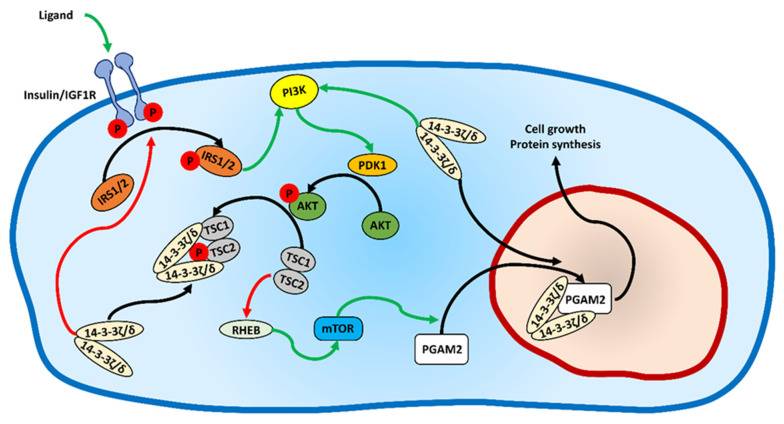 Ligand
Insulin/IGF1R
P
P
IRS1/2
P
IRS1/2
PI3K
PDK1
P
AKT
AKT
14-3-3ζ/δ
14-3-3ζ/δ
Cell growth
Protein synthesis
14-3-3ζ/δ
TSC1
P
TSC2
14-3-3ζ/δ
TSC1
TSC2
14-3-3ζ/δ
14-3-3ζ/δ
RHEB
mTOR
PGAM2
14-3-3ζ/δ
PGAM2
14-3-3ζ/δ